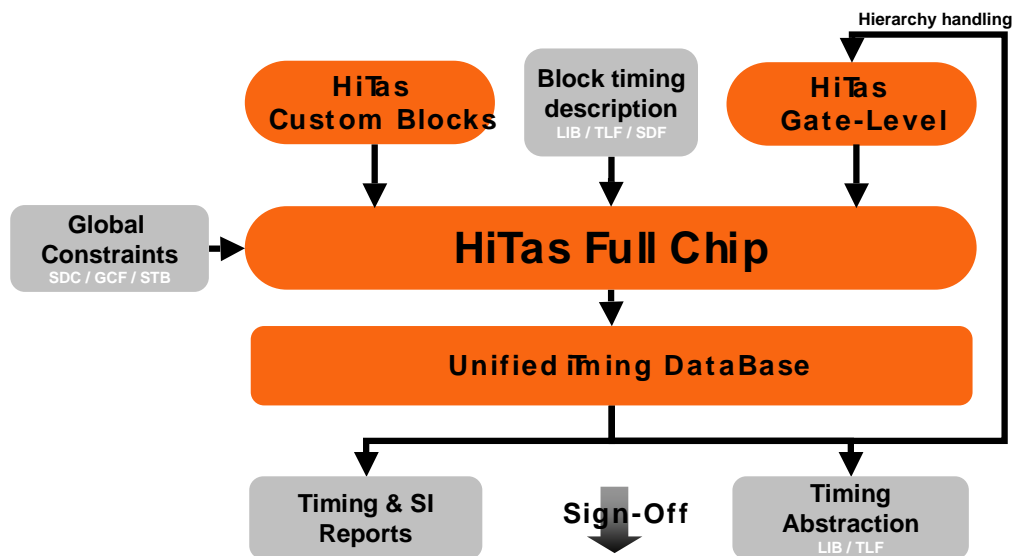 Hierarchy handling
HiTas
Custom Blocks
Block timing
description
LIB / TLF / SDF
HiTas
Gate-Level
Global
Constraints
SDC / GCF / STB
HiTas Full Chip
Unified Timing DataBase
Timing & SI
Reports
Sign-Off
Timing
Abstraction
LIB / TLF